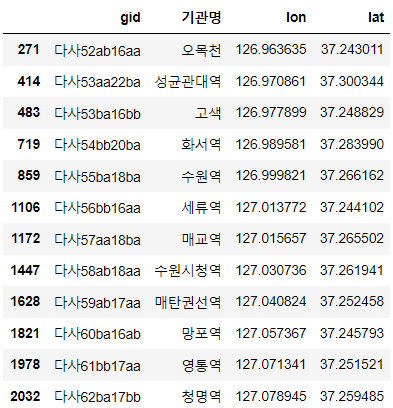 gid 기관명 lon lat
271 다사52ab16aa 오목천 126.963635 37.243011
414 다사53aa22ba 성균관대역 126.970861 37.300344
483 다사53ba16bb 고색 126.977899 37.248829
719 다사54bb20ba 화서역 126.989581 37.283990
859 다사55ba18ba 수원역 126.999821 37.266162
1106 다사56bb16aa 세류역 127.013772 37.244102
1172 다사57aa18ba 매교역 127.015657 37.265502
1447 다사58ab18aa 수원시청역 127.030736 37.261941
1628 다사59ab17aa 매탄권선역 127.040824 37.252458
1821 다사60ba16ab 망포역 127.057367 37.245793
1978 다사61bb17aa 영통역 127.071341 37.251521
2032 다사62ba17bb 청명역 127.078945 37.259485